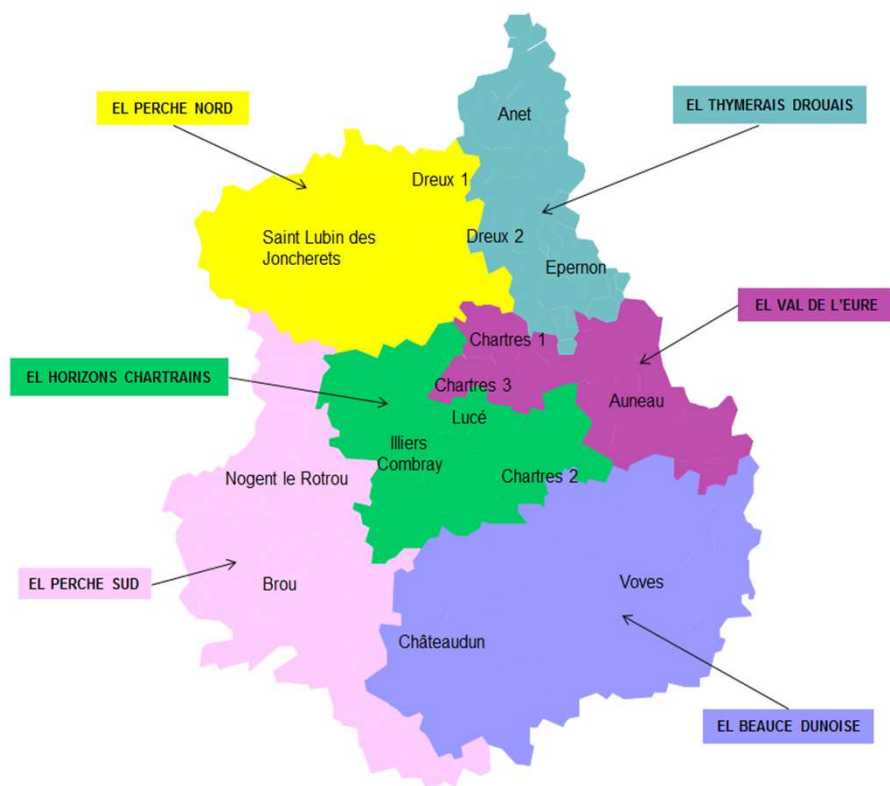 EL PERCHE NORD
EL THYMERAIS DROUAIS
Anet
Dreux 1
Saint Lubin des
Joncherets
Dreux 2
Epernon
EL VAL DE L'EURE
Chartres 1
EL HORIZONS CHARTRAINS
Chartres 3
Auneau
Lucé
Illiers
Combray
Nogent le Rotrou
Chartres 2
EL PERCHE SUD
Brou
Voves
Châteaudun
EL BEAUCE DUNOISE